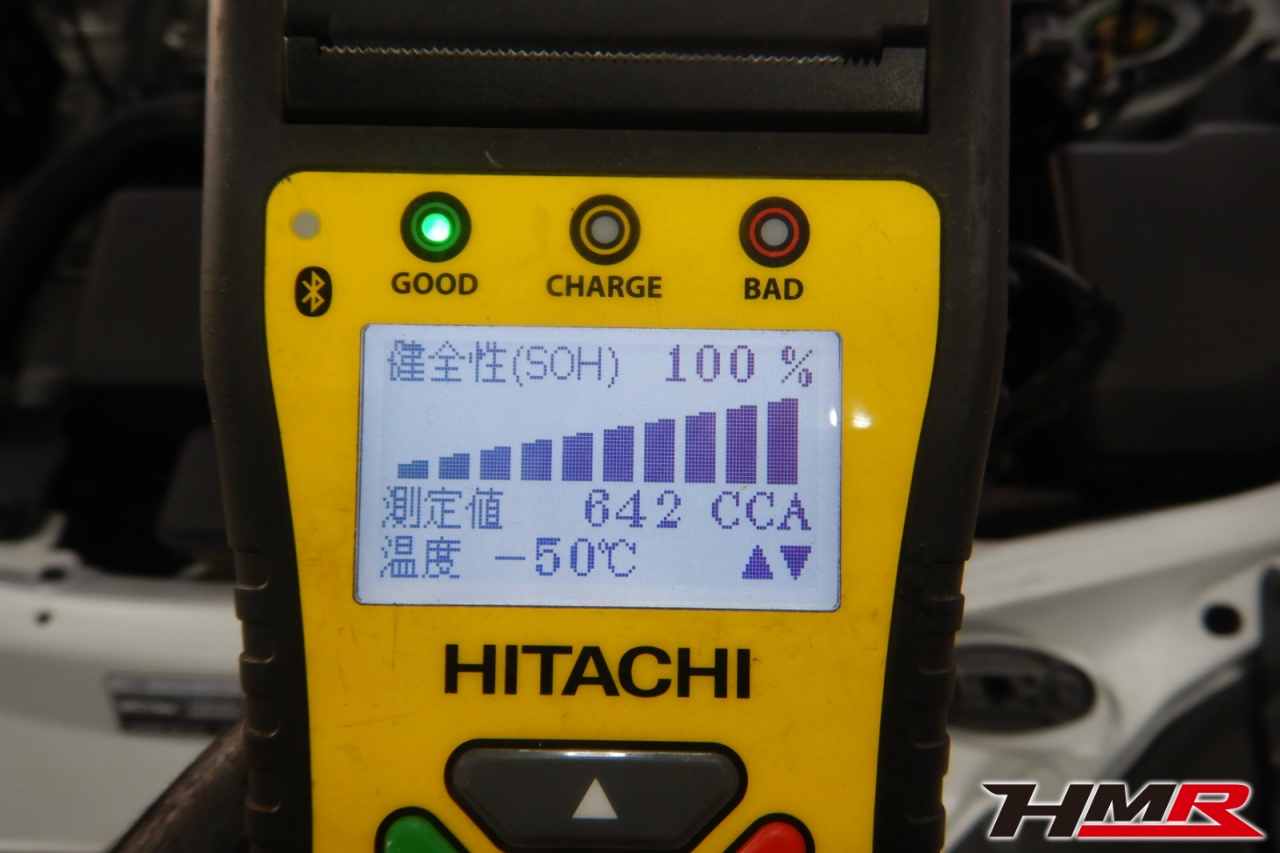 GOOD CHARGE BAD
健全性(SOH) 100 %
測定値 642 CCA
温度 -50℃ ▲▼
HITACHI
HMR